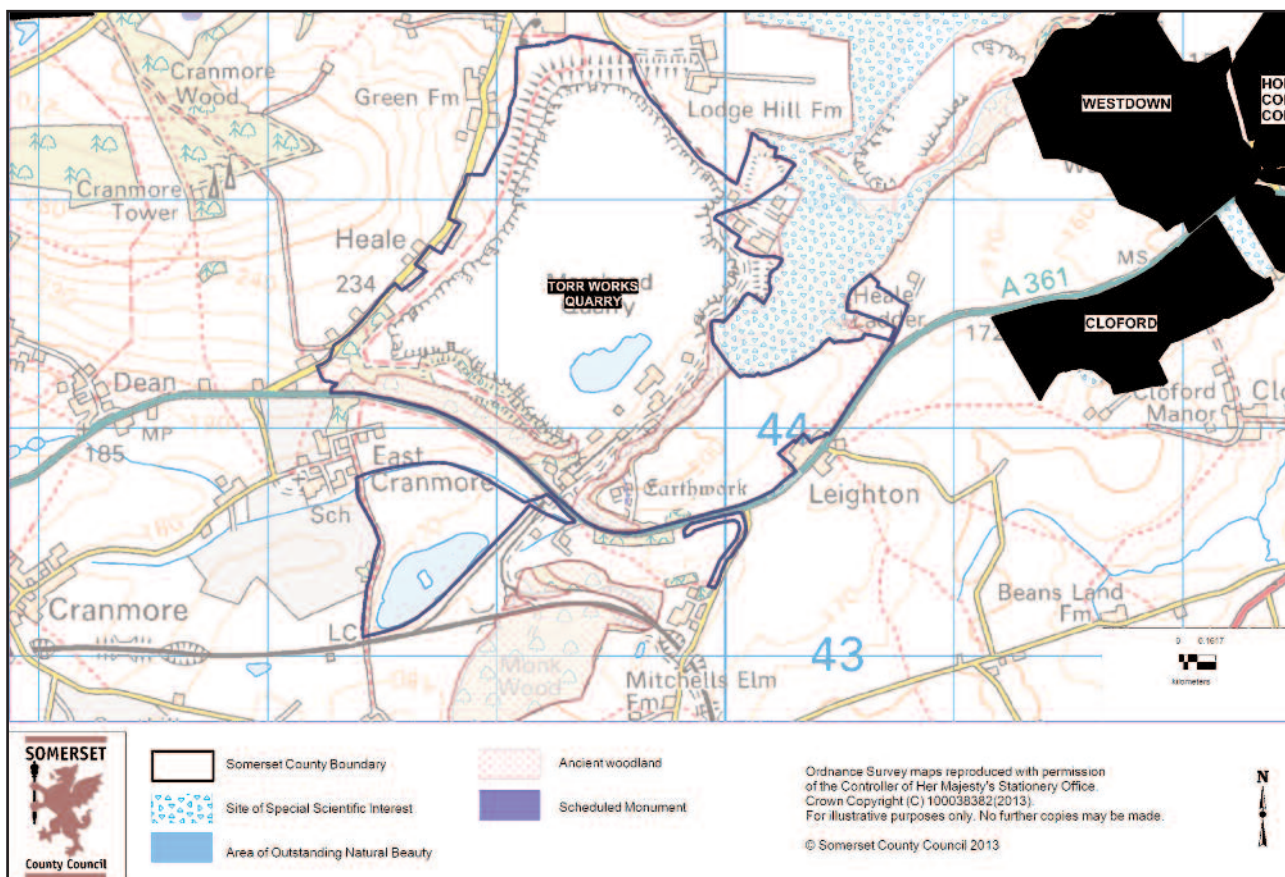 Cranmore
Wood
Green Fm
Lodge Hill Fm
WESTDOWN
Cranmore
Tower
Heale
234
TORR WORKS
QUARRY
Quarry
MS
A 361
Heale
Ladder
172
CLOFORD
Dean
MP
185
44
Cloford
Manor
East
Cranmore
Sch
Earthwork
Leighton
Cranmore
LC
Beans Land
Fm
43
Monk
Wood
Mitchells Elm
Fm
0 0.1617
kilometers
SOMERSET
County Council
Somerset County Boundary
Site of Special Scientific Interest
Area of Outstanding Natural Beauty
Ancient woodland
Scheduled Monument
Ordnance Survey maps reproduced with permission
of the Controller of Her Majesty's Stationery Office.
Crown Copyright (C) 100038382(2013).
For illustrative purposes only. No further copies may be made.
© Somerset County Council 2013
N